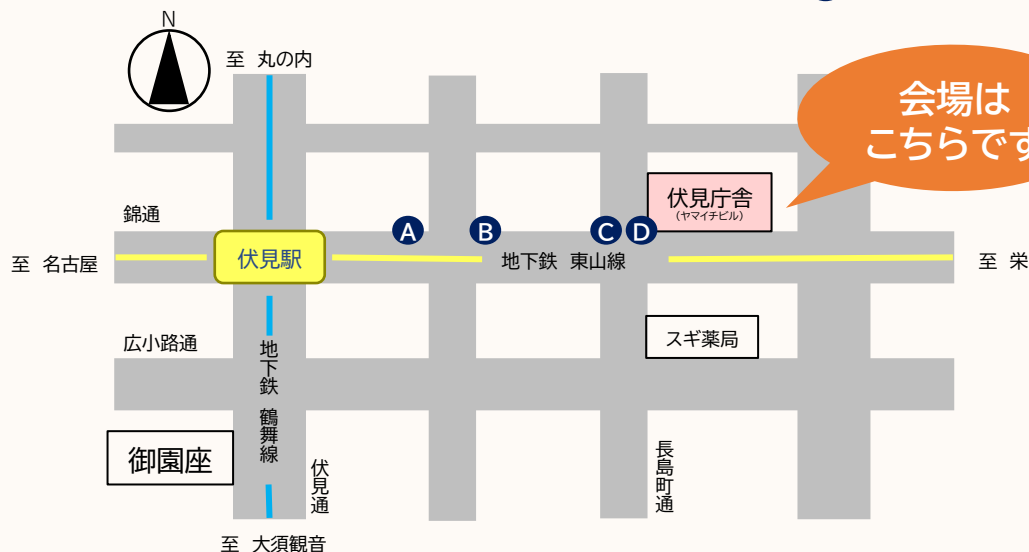 N
至 丸の内
会場は
こちらです
伏見庁舎
(ヤマイチビル)
錦通
A
B
C
D
至 名古屋
伏見駅
地下鉄 東山線
至 栄
広小路通
スギ薬局
地下鉄 鶴舞線
御園座
伏見通
長島町通
至 大須観音